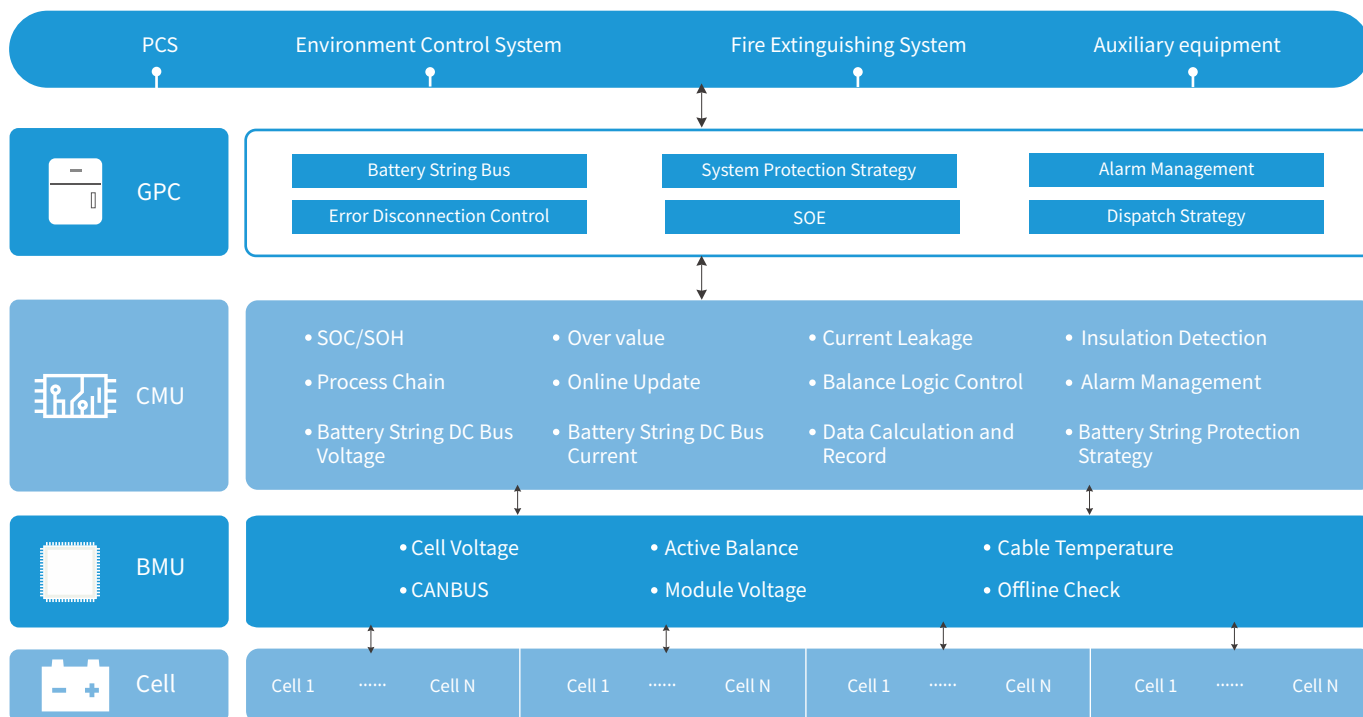 PCS
Environment Control System
Fire Extinguishing System
Auxiliary equipment
GPC
Battery String Bus
System Protection Strategy
Alarm Management
Error Disconnection Control
SOE
Dispatch Strategy
CMU
• SOC/SOH
• Over value
• Current Leakage
• Insulation Detection
• Process Chain
• Online Update
• Balance Logic Control
• Alarm Management
• Battery String DC Bus
Voltage
• Battery String DC Bus
Current
• Data Calculation and
Record
• Battery String Protection
Strategy
BMU
• Cell Voltage
• Active Balance
• Cable Temperature
• CANBUS
• Module Voltage
• Offline Check
Cell
Cell 1 ...... Cell N
Cell 1 ...... Cell N
Cell 1 ...... Cell N
Cell 1 ...... Cell N